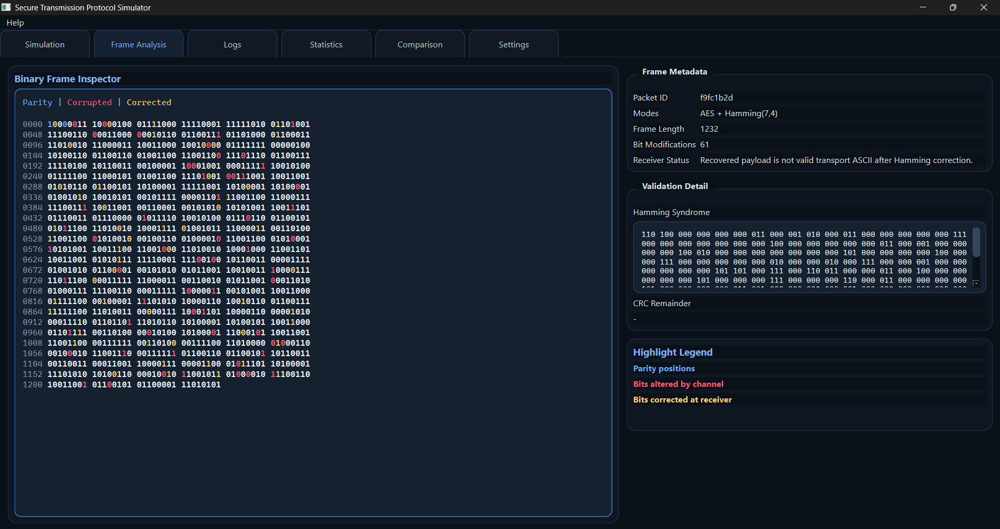 Secure Transmission Protocol Simulator
Help
Simulation
Frame Analysis
Logs
Statistics
Comparison
Settings
Binary Frame Inspector
Parity | Corrupted | Corrected
0000 10000011 10000100 01111000 11110001 11111010 01101001
0048 11100110 00011000 00010110 01100111 01101000 01100011
0096 11010010 11000011 10011000 10010000 01111111 00000100
0144 10100110 01100110 01001100 11001100 11101110 01100111
0192 11110100 10110011 00100001 10001001 00011111 10010100
0240 01111100 11000101 01001100 11101001 00111001 10011001
0288 01010110 01100101 10100001 11111001 10100001 10100001
0336 01001010 10010101 00101111 00001101 11001100 11000111
0384 11100111 10011001 00110001 00101010 10101001 10011101
0432 01110011 01110000 01011110 10010100 01110110 01100101
0480 01011100 11010010 10001111 01001011 11000011 00110100
0528 11001100 01010010 00100110 01000010 11001100 01010001
0576 10101001 10011100 11001000 11010010 10001000 11001101
0624 10011001 01010111 11110001 11100100 10110011 00001111
0672 01001010 01100001 00101010 01011001 10010011 10000111
0720 11011100 00011111 11000011 00110010 01011001 00011010
0768 01000111 11100110 00011111 10000011 00101001 10011000
0816 01111100 00100001 11101010 10000110 10010110 01100111
0864 11111100 11010011 00000111 10001101 10000110 00001010
0912 00011110 01101101 11010110 10100001 10100101 10011000
0960 01101111 00110100 00010100 10100001 11000101 10011001
1008 11001100 00111111 00110100 00111100 11010000 01000110
1056 00100010 11001110 00111111 01100110 01100101 10110011
1104 00110011 00011001 10000111 00001100 01011101 10100001
1152 11101010 10100110 00010010 11001011 01000010 11100110
1200 10011001 01100101 01100001 11010101
Frame Metadata
Packet ID f9fc1b2d
Modes AES + Hamming(7,4)
Frame Length 1232
Bit Modifications 61
Receiver Status Recovered payload is not valid transport ASCII after Hamming correction.
Validation Detail
Hamming Syndrome
110 100 000 000 000 000 011 000 001 010 000 011 000 000 000 000 000 111
000 000 000 000 000 000 000 100 000 000 000 000 000 011 000 001 000 000
000 000 100 010 000 000 000 000 000 000 000 101 000 000 000 000 100 000
000 111 000 000 000 000 000 010 000 000 010 000 111 000 000 001 000 000
000 000 000 000 101 101 000 111 000 110 011 000 000 011 000 100 000 000
000 000 000 101 000 000 000 111 000 000 000 110 000 011 000 000 000 000
CRC Remainder
-
Highlight Legend
Parity positions
Bits altered by channel
Bits corrected at receiver